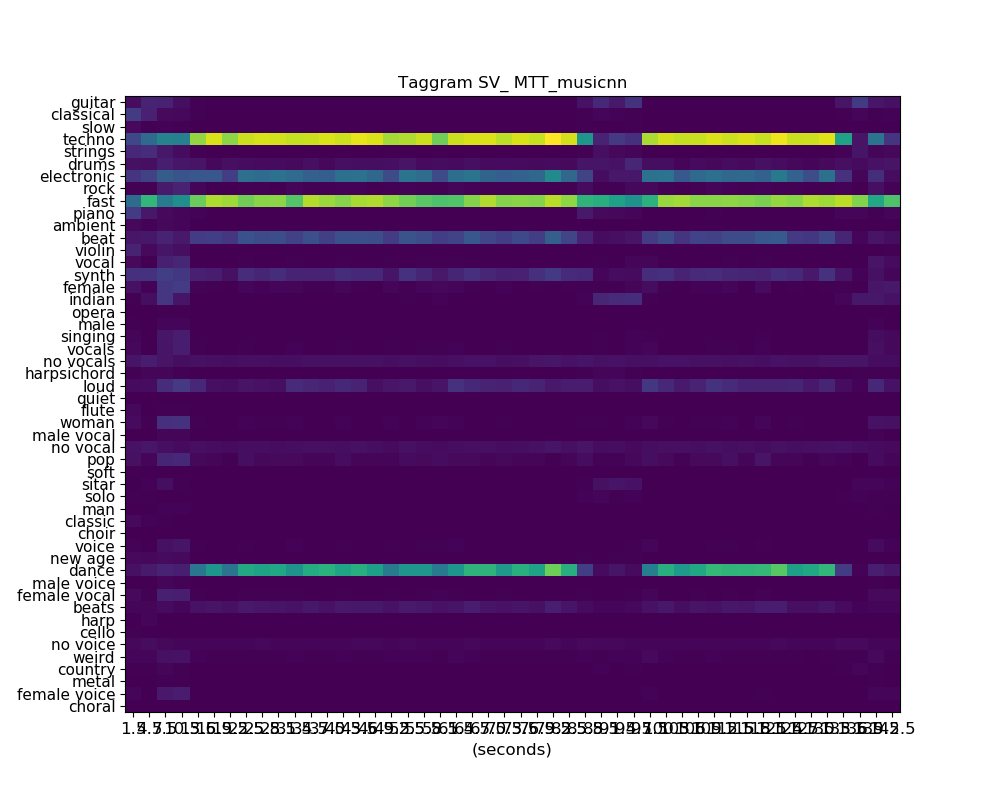 Taggram SV_ MTT_musicnn
guitar
classical
slow
techno
strings
drums
electronic
rock
fast
piano
ambient
beat
violin
vocal
synth
female
indian
opera
male
singing
vocals
no vocals
harpsichord
loud
quiet
flute
woman
male vocal
no vocal
pop
soft
sitar
solo
man
classic
choir
voice
new age
dance
male voice
female vocal
beats
harp
cello
no voice
weird
country
metal
female voice
choral
(seconds)